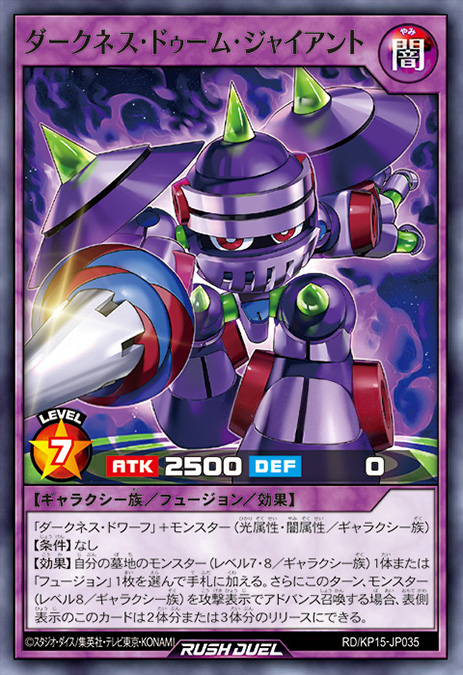 ダークネス・ドゥーム・ジャイアント
やみ
闇
LEVEL
7
ATK 2500 DEF 0
【ギャラクシー族/フュージョン/効果】
「ダークネス・ドワーフ」+モンスター(光属性・闇属性/ギャラクシー族)
【条件】なし
【効果】自分の墓地のモンスター(レベル7・8/ギャラクシー族)1体または
「フュージョン」1枚を選んで手札に加える。さらにこのターン、モンスター
(レベル8/ギャラクシー族)を攻撃表示でアドバンス召喚する場合、表側
表示のこのカードは2体分または3体分のリリースにできる。
©スタジオ・ダイス/集英社・テレビ東京・KONAMI
RUSH DUEL
RD/KP15-JP035